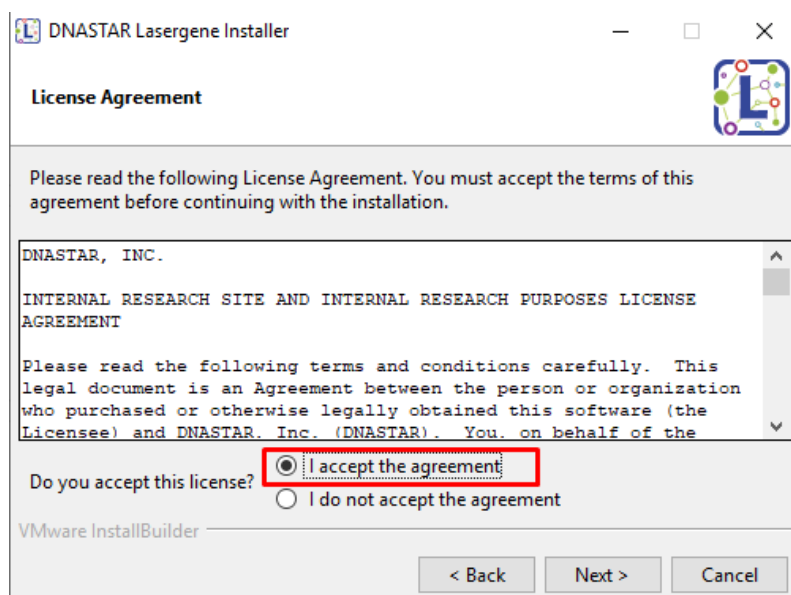 DNASTAR Lasergene Installer
License Agreement
L
Please read the following License Agreement. You must accept the terms of this
agreement before continuing with the installation.
DNASTAR, INC.
INTERNAL RESEARCH SITE AND INTERNAL RESEARCH PURPOSES LICENSE
AGREEMENT
Please read the following terms and conditions carefully. This
legal document is an Agreement between the person or organization
who purchased or otherwise legally obtained this software (the
Licensee) and DNASTAR, Inc. (DNASTAR). You, on behalf of the
Do you accept this license?
I accept the agreement
I do not accept the agreement
VMware InstallBuilder
< Back Next > Cancel